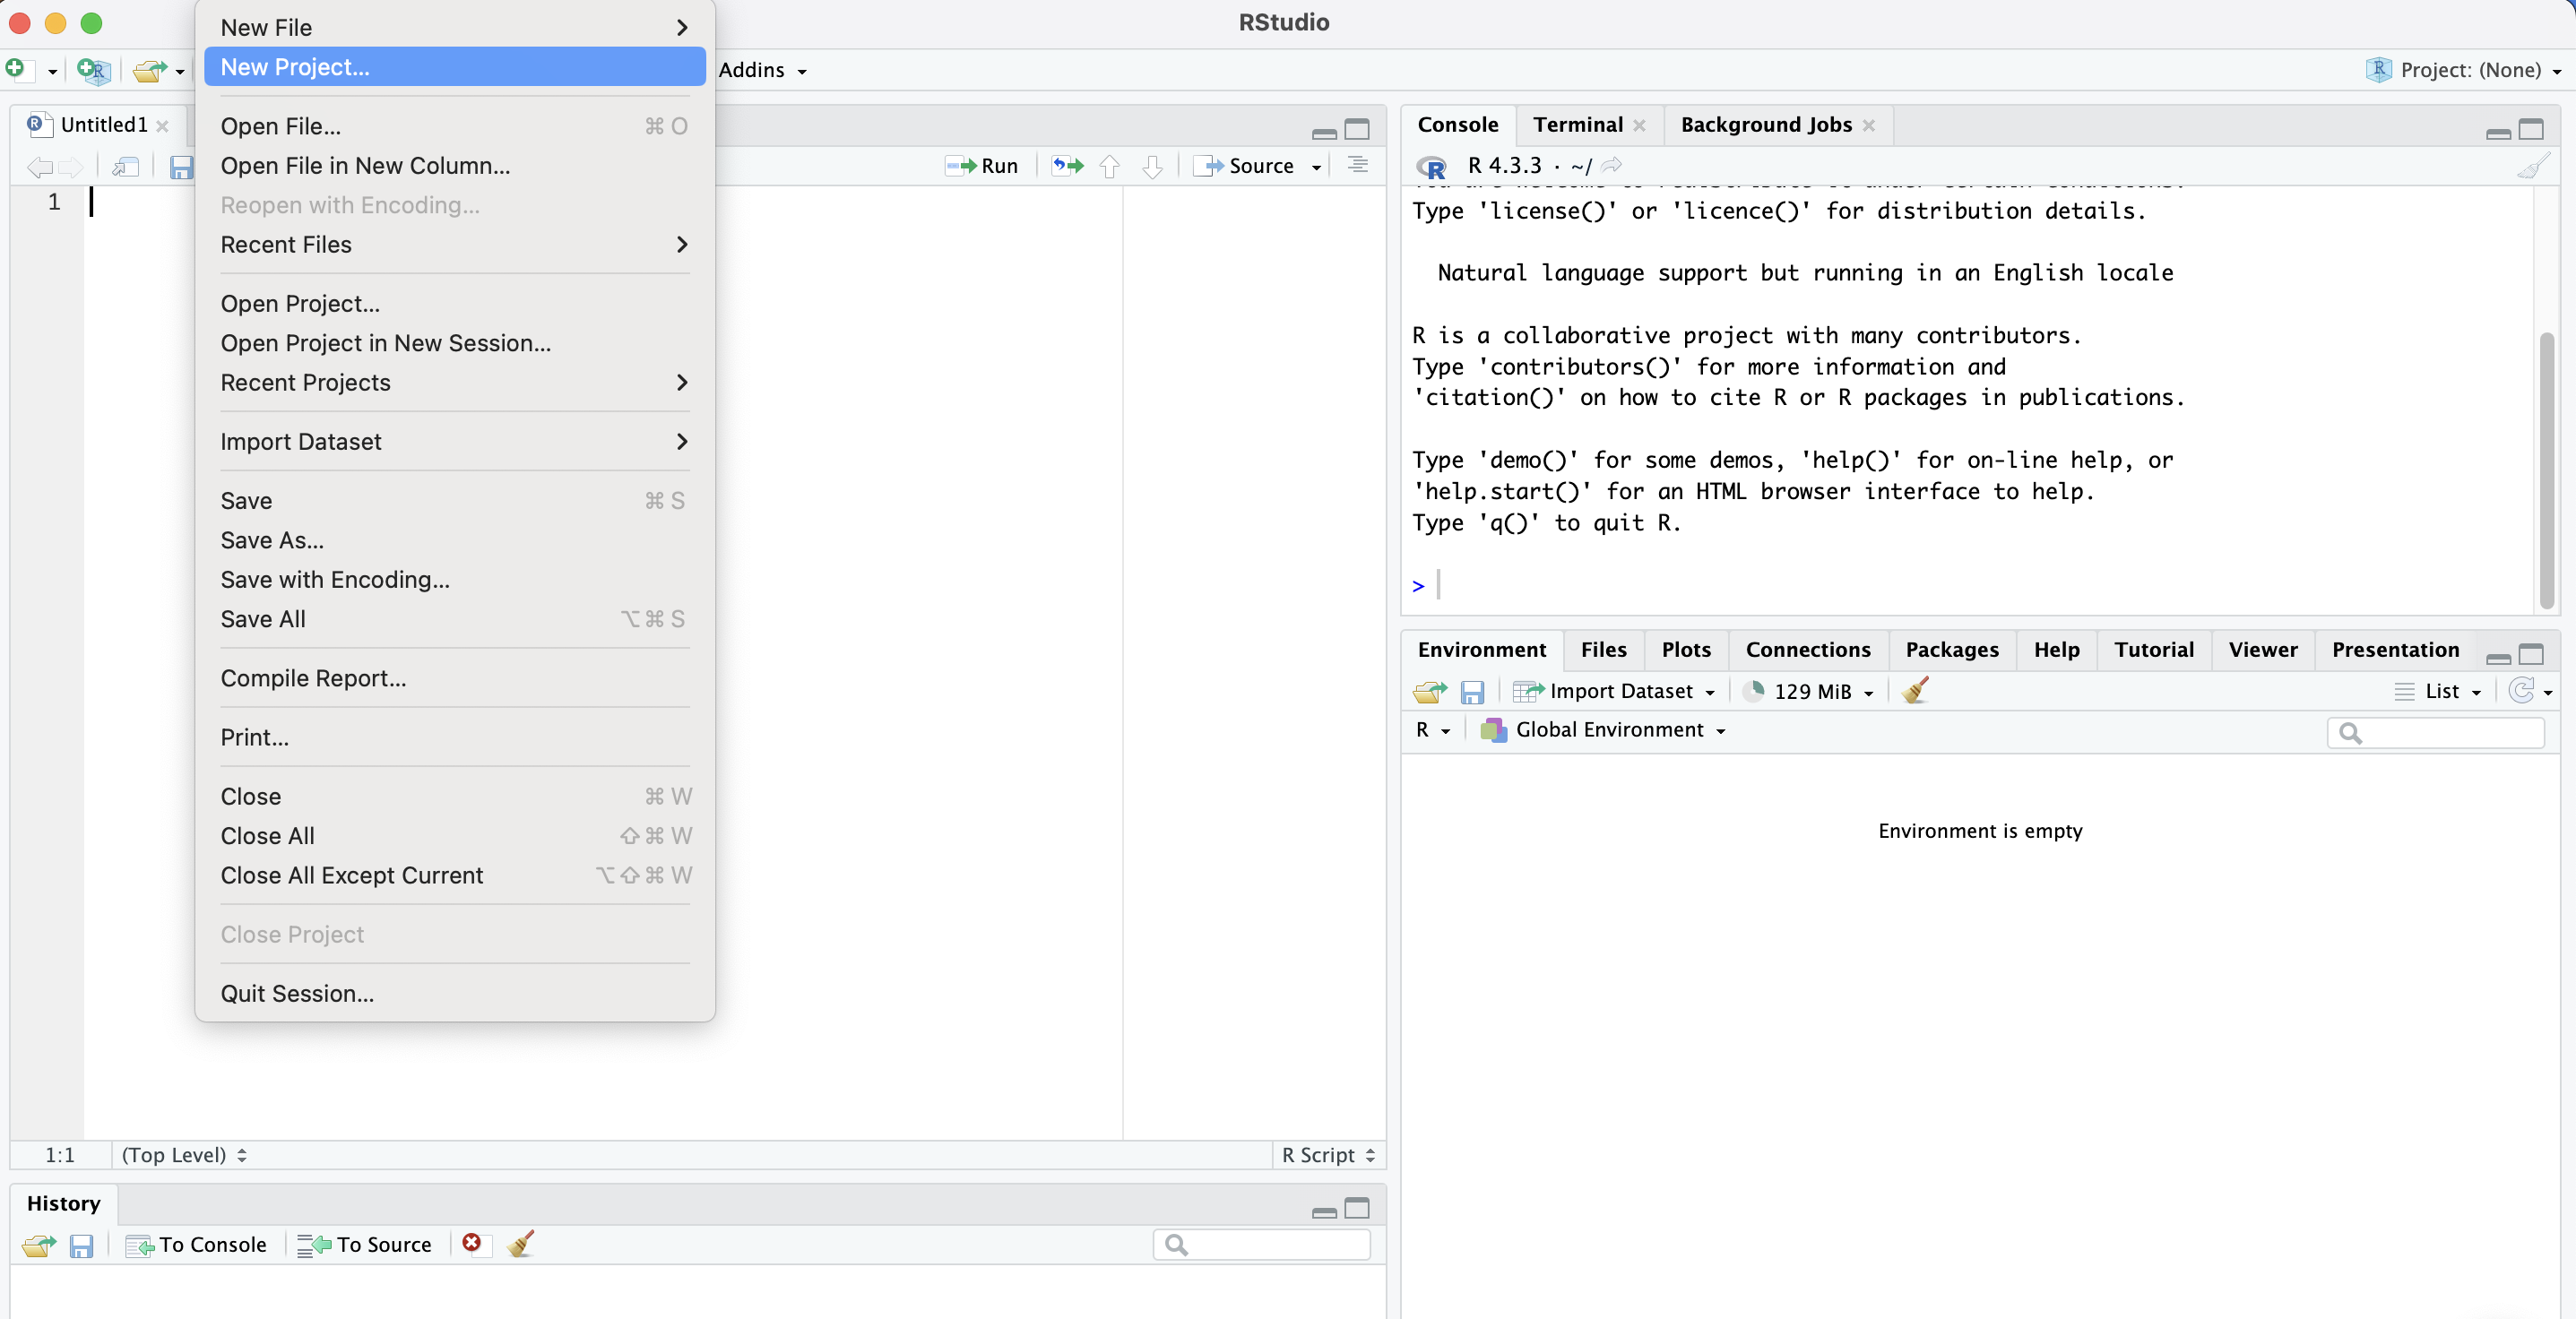 RStudio
New File
New Project...
Open File... ⌘ O
Open File in New Column...
Reopen with Encoding...
Recent Files
Open Project...
Open Project in New Session...
Recent Projects
Import Dataset
Save ⌘ S
Save As...
Save with Encoding...
Save All ⌥⌘ S
Compile Report...
Print...
Close ⌘ W
Close All ⇧⌘ W
Close All Except Current ⌥⇧⌘ W
Close Project
Quit Session...
Addins
Project: (None)
Untitled1
Run
Source
1
1:1 (Top Level) R Script
History
To Console To Source
Console Terminal Background Jobs
R 4.3.3 · ~/
Type 'license()' or 'licence()' for distribution details.
Natural language support but running in an English locale
R is a collaborative project with many contributors.
Type 'contributors()' for more information and
'citation()' on how to cite R or R packages in publications.
Type 'demo()' for some demos, 'help()' for on-line help, or
'help.start()' for an HTML browser interface to help.
Type 'q()' to quit R.
>
Environment Files Plots Connections Packages Help Tutorial Viewer Presentation
Import Dataset 129 MiB List
R Global Environment
Environment is empty